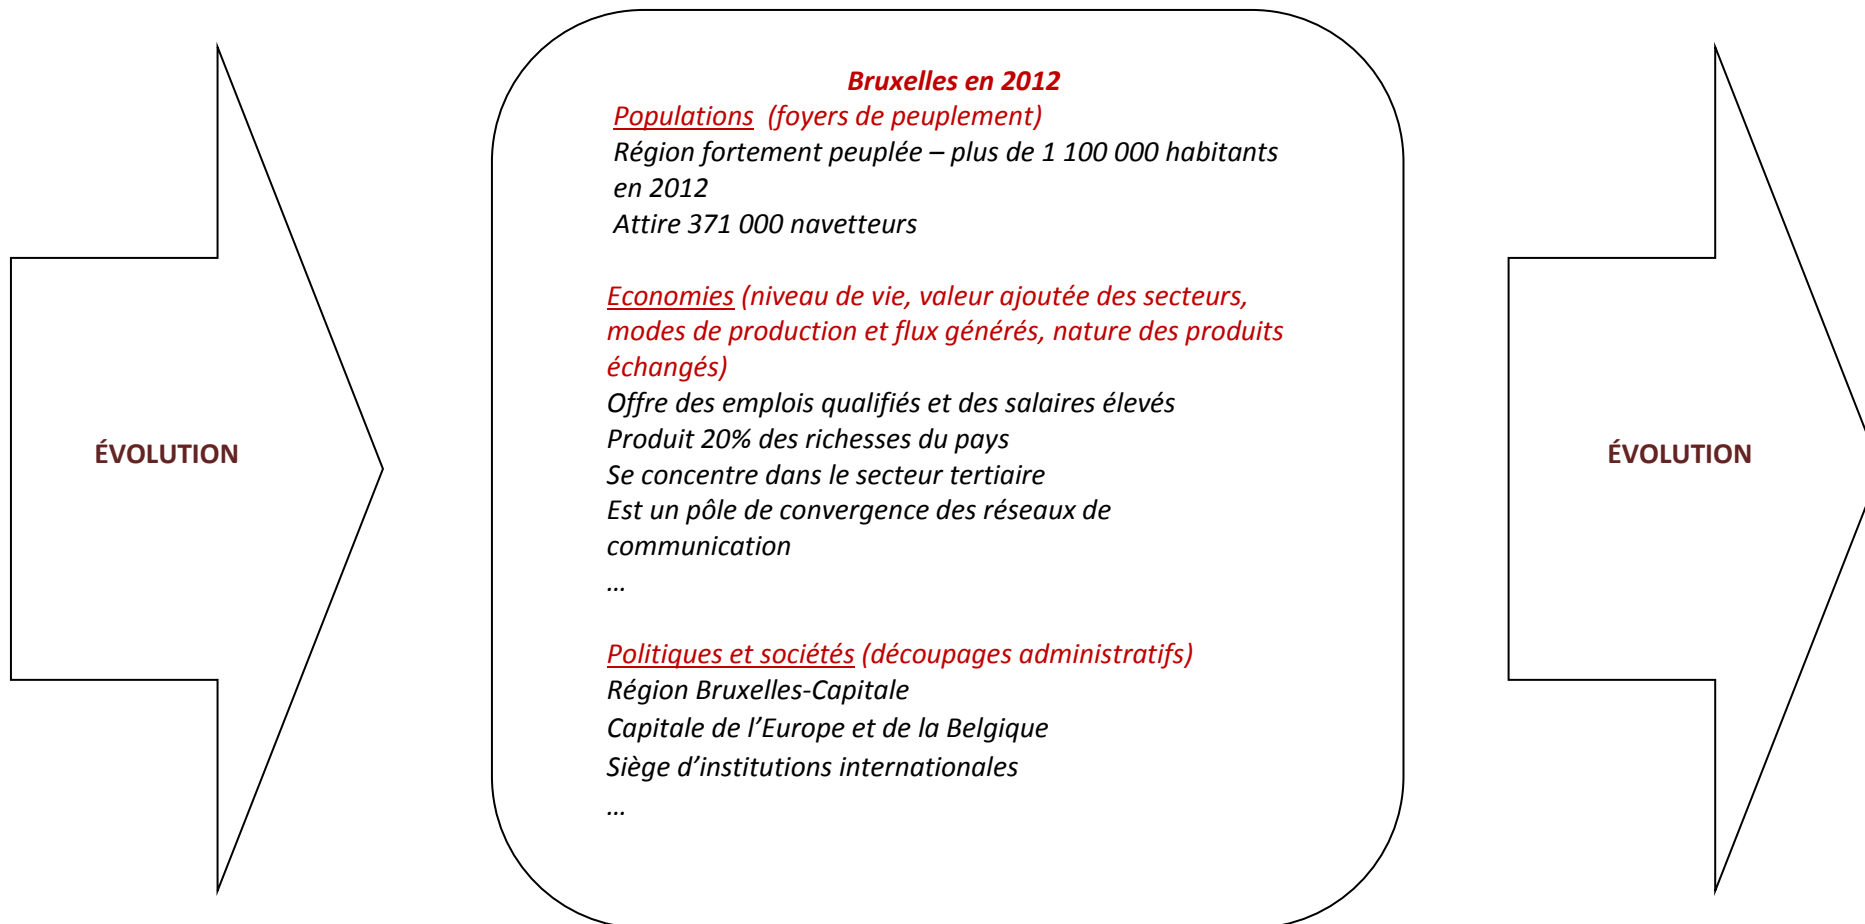 ÉVOLUTION
Bruxelles en 2012
Populations (foyers de peuplement)
Région fortement peuplée – plus de 1 100 000 habitants
en 2012
Attire 371 000 navetteurs
Economies (niveau de vie, valeur ajoutée des secteurs,
modes de production et flux générés, nature des produits
échangés)
Offre des emplois qualifiés et des salaires élevés
Produit 20% des richesses du pays
Se concentre dans le secteur tertiaire
Est un pôle de convergence des réseaux de
communication
…
Politiques et sociétés (découpages administratifs)
Région Bruxelles-Capitale
Capitale de l’Europe et de la Belgique
Siège d’institutions internationales
…
ÉVOLUTION